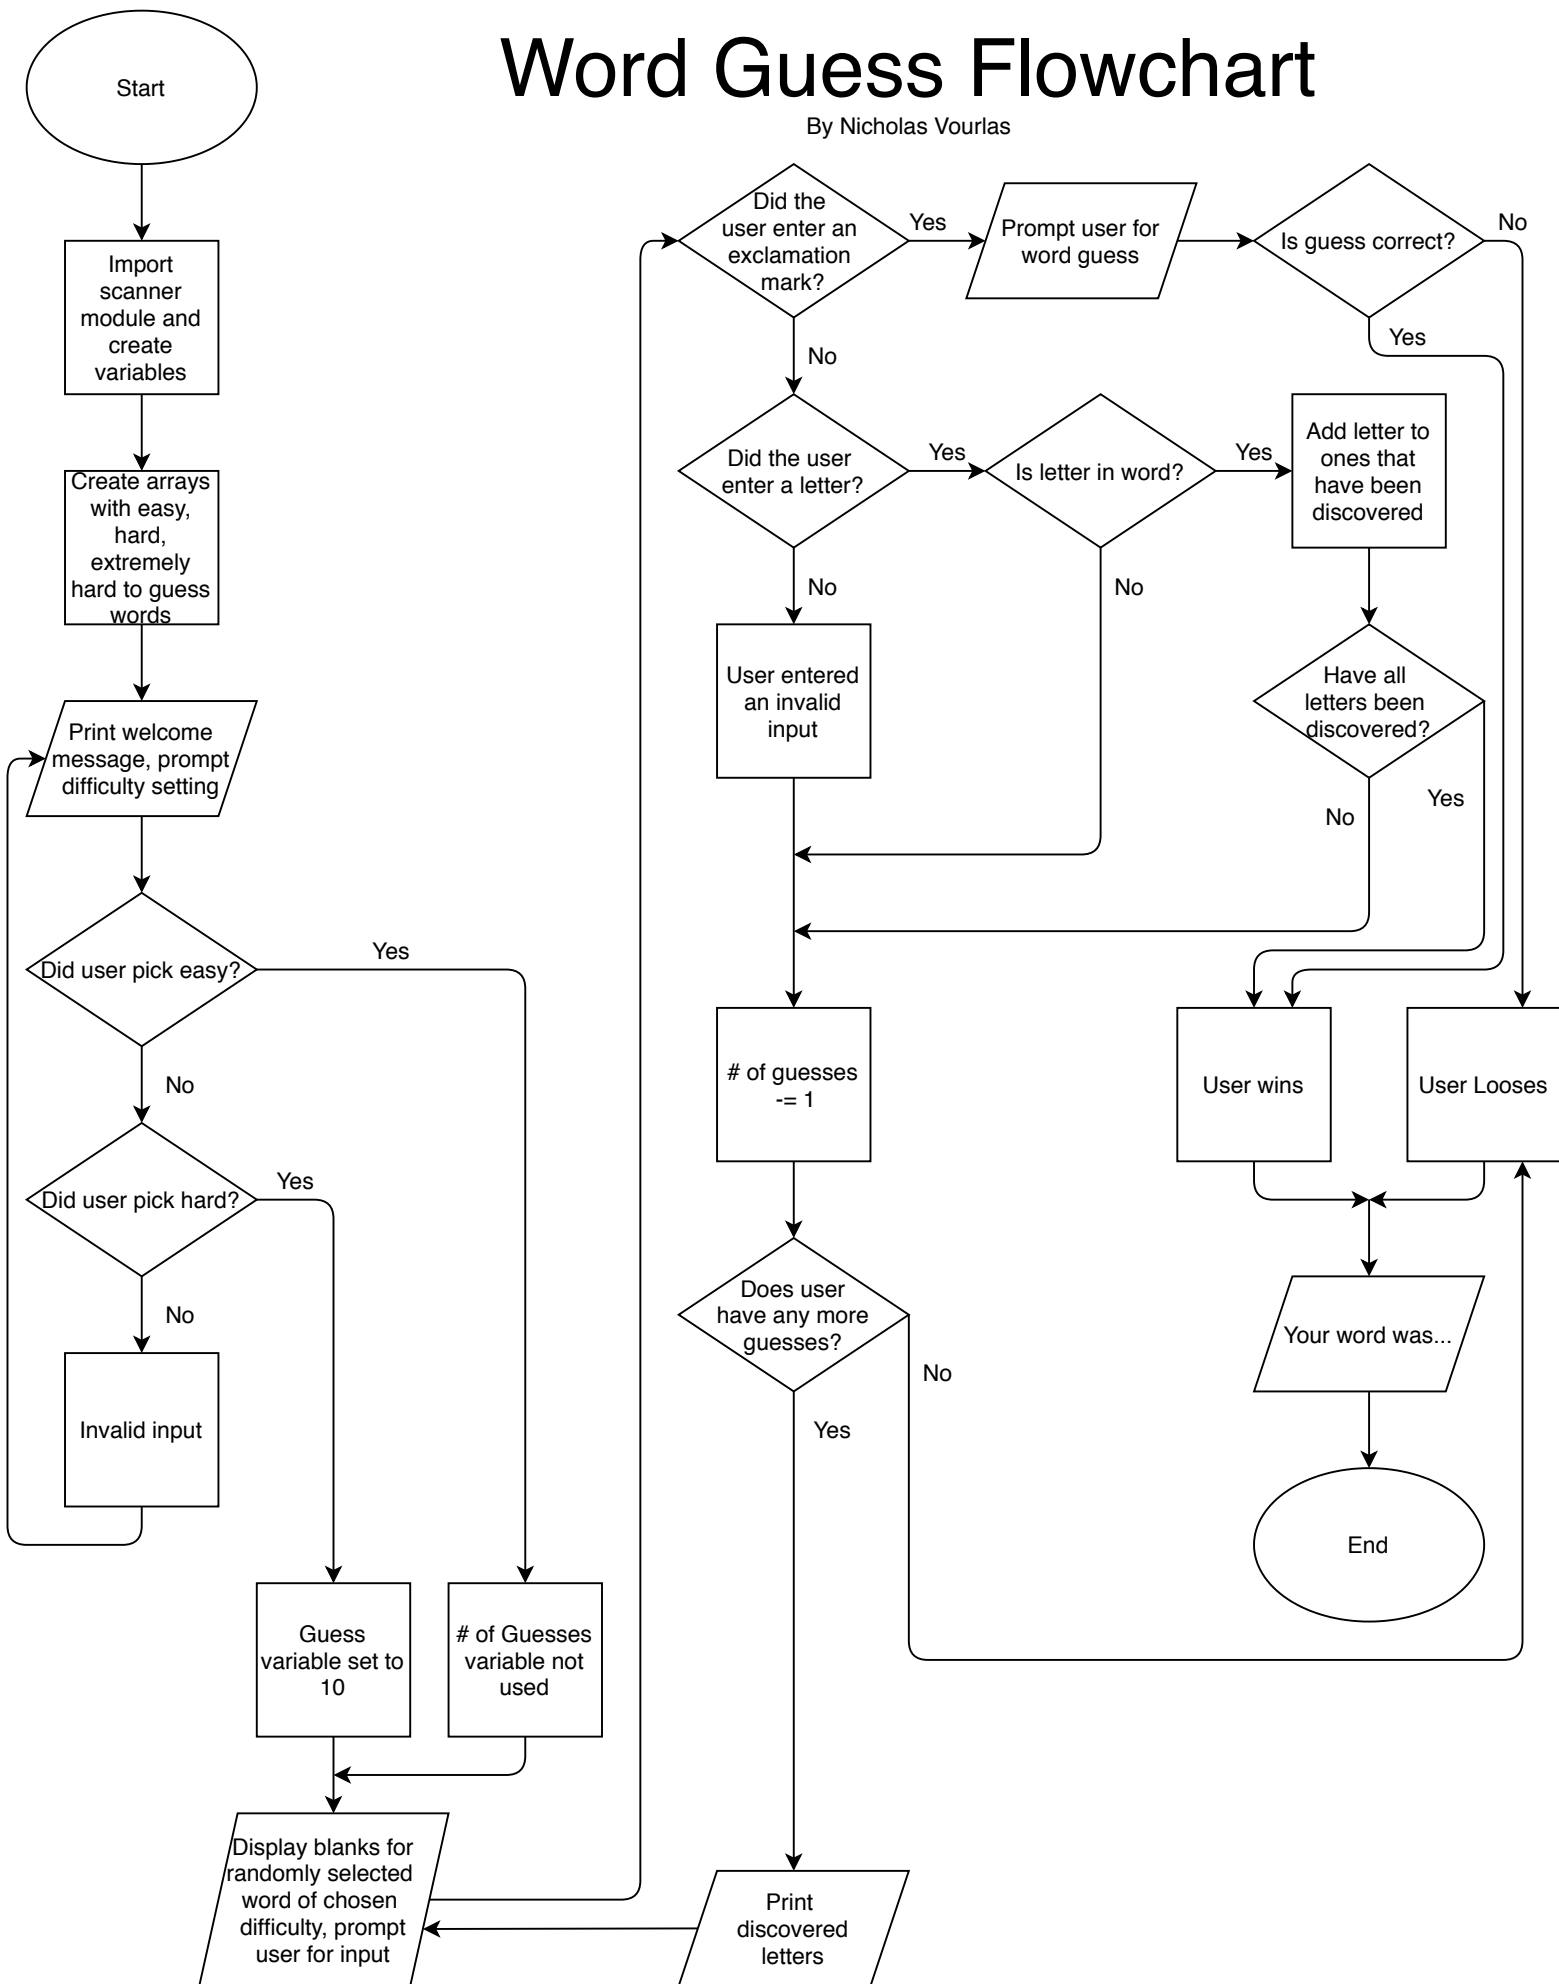 Word Guess Flowchart
By Nicholas Vourlas
Start
Import
scanner
module and
create
variables
Create arrays
with easy,
hard,
extremely
hard to guess
words
Print welcome
message, prompt
difficulty setting
Did user pick easy?
Yes
No
Did user pick hard?
Yes
No
Invalid input
Guess
variable set to
10
# of Guesses
variable not
used
Display blanks for
randomly selected
word of chosen
difficulty, prompt
user for input
Did the
user enter an
exclamation
mark?
Yes
No
Prompt user for
word guess
Is guess correct?
No
Yes
Did the user
enter a letter?
Yes
No
Is letter in word?
Yes
No
Add letter to
ones that
have been
discovered
User entered
an invalid
input
Have all
letters been
discovered?
No
Yes
# of guesses
-= 1
User wins
User Looses
Does user
have any more
guesses?
No
Yes
Your word was...
End
Print
discovered
letters